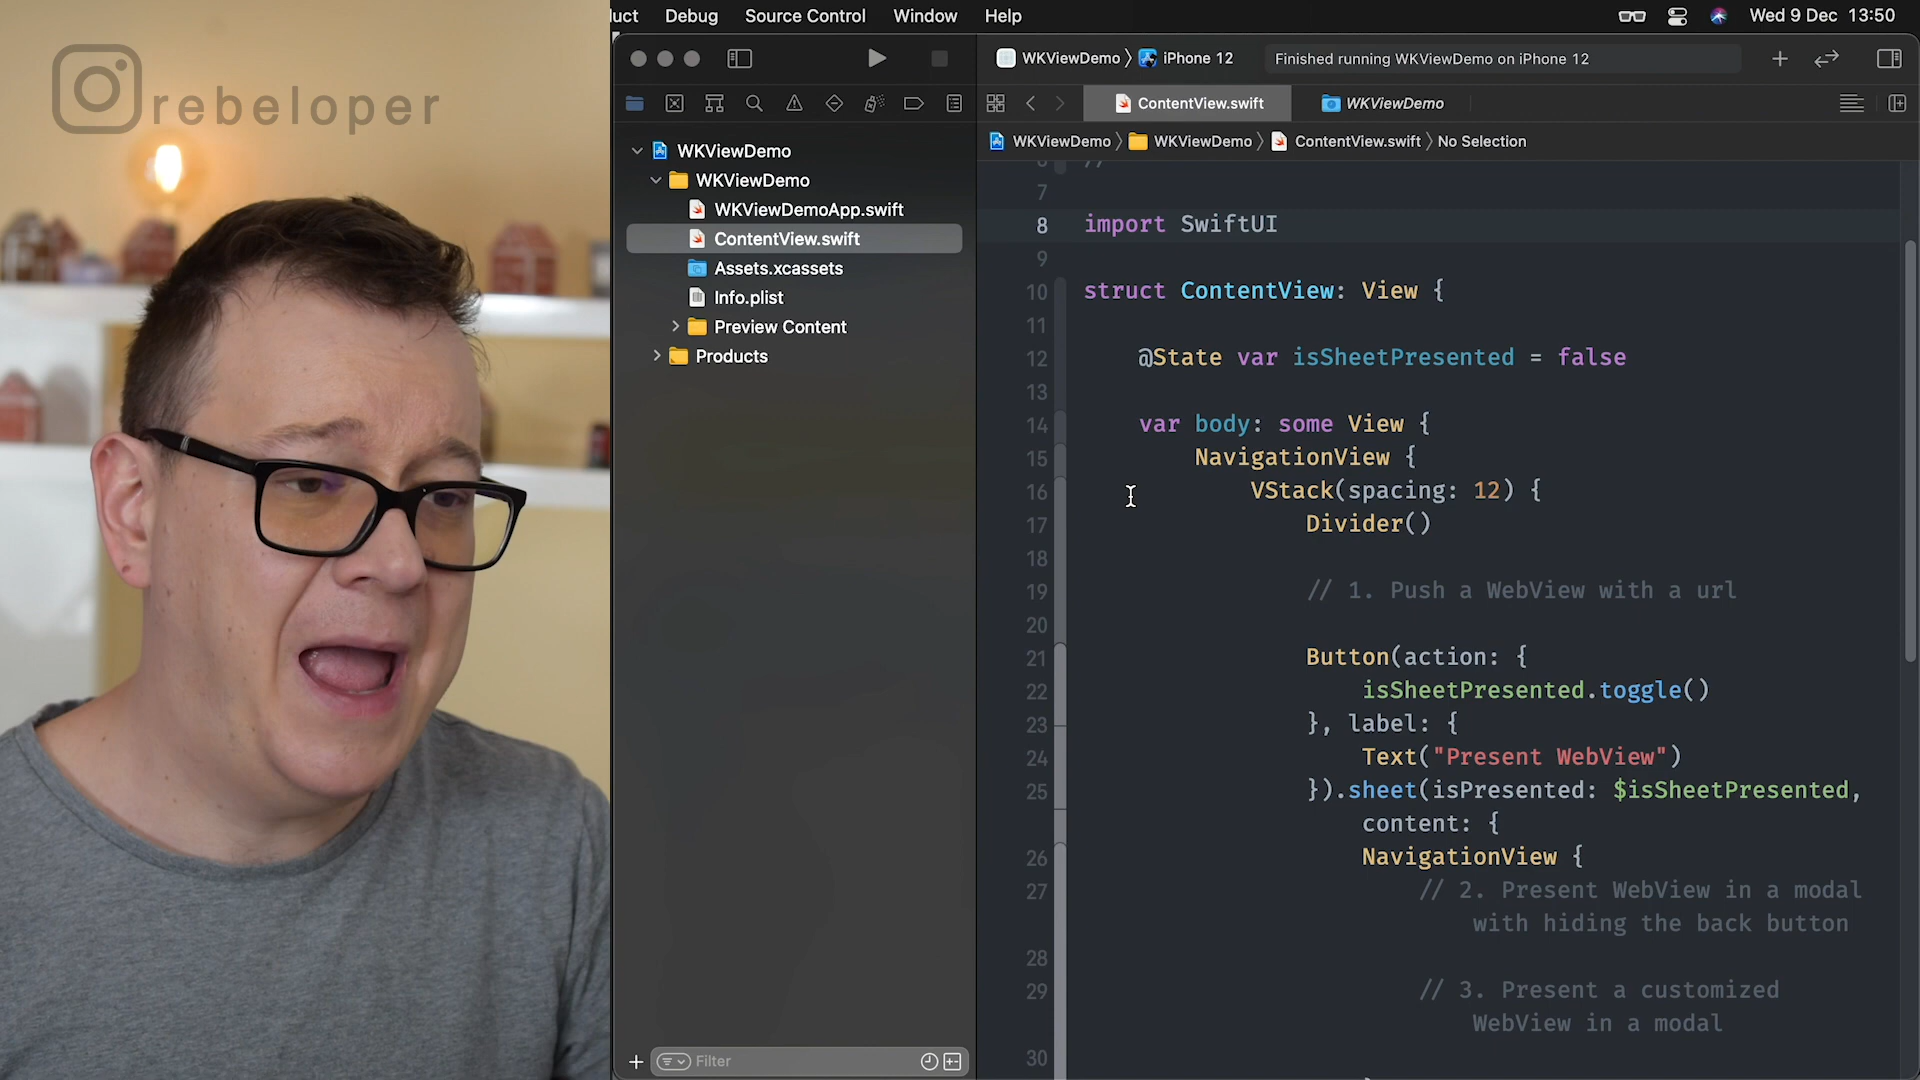 Debug Source Control Window Help
Wed 9 Dec 13:50
@rebeloper
WKViewDemo
WKViewDemo
WKViewDemoApp.swift
ContentView.swift
Assets.xcassets
Info.plist
Preview Content
Products
Filter
WKViewDemo 〉 iPhone 12
Finished running WKViewDemo on iPhone 12
ContentView.swift
WKViewDemo
WKViewDemo 〉 WKViewDemo 〉 ContentView.swift 〉 No Selection
7
8 import SwiftUI
9
10 struct ContentView: View {
11
12 @State var isSheetPresented = false
13
14 var body: some View {
15 NavigationView {
16 VStack(spacing: 12) {
17 Divider()
18
19 // 1. Push a WebView with a url
20
21 Button(action: {
22 isSheetPresented.toggle()
23 }, label: {
24 Text("Present WebView")
25 }).sheet(isPresented: $isSheetPresented,
content: {
26 NavigationView {
27 // 2. Present WebView in a modal
with hiding the back button
28
29 // 3. Present a customized
WebView in a modal
30